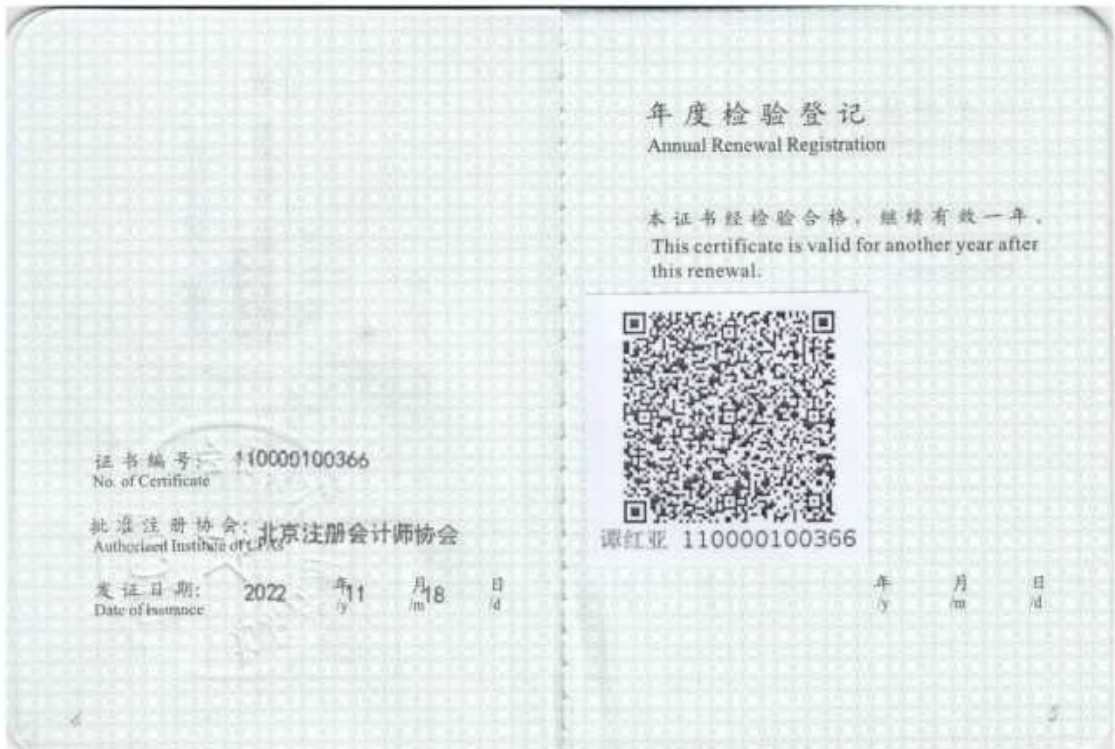 证书编号: 110000100366
No. of Certificate
批准注册协会: 北京注册会计师协会
Authorized Institute of CPAs
发证日期: 2022 年 11 月 18 日
Date of Issuance /y /m /d
年度检验登记
Annual Renewal Registration
本证书经检验合格，继续有效一年。
This certificate is valid for another year after
this renewal.
谭红亚 110000100366
年 月 日
/y /m /d
5